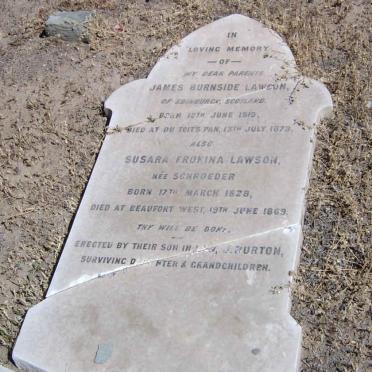 IN
LOVING MEMORY
— OF —
MY DEAR PARENTS
JAMES BURNSIDE LAWSON,
OF EDINBURGH, SCOTLAND.
BORN 10TH JUNE 1819,
DIED AT DU TOIT'S PAN, 13TH JULY 1873.
ALSO
SUSARA FROKINA LAWSON,
NÉE SCHROEDER
BORN 17TH MARCH 1828,
DIED AT BEAUFORT WEST, 19TH JUNE 1869.
THY WILL BE DONE.
ERECTED BY THEIR SON IN LAW, BURTON,
SURVIVING & GRANDCHILDREN.